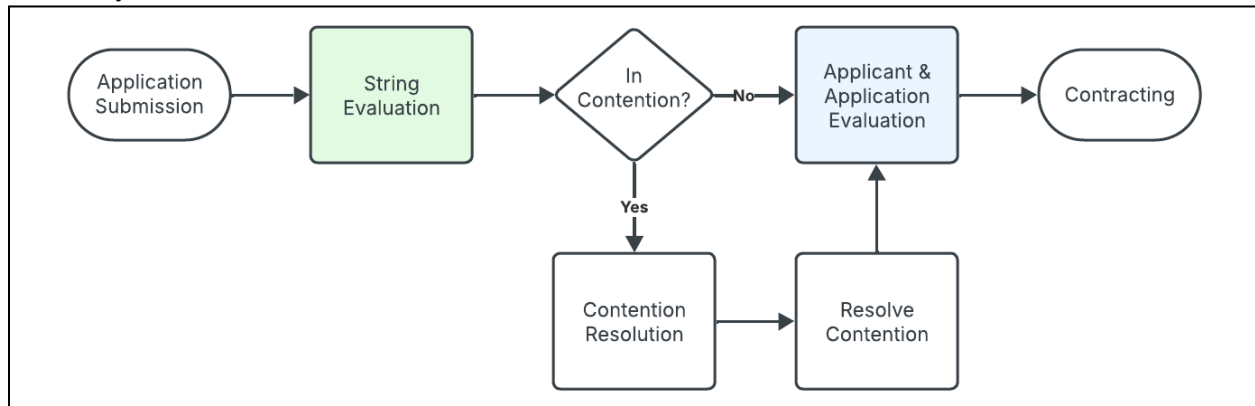 Application
Submission
String
Evaluation
In
Contention?
No
Applicant &
Application
Evaluation
Contracting
Yes
Contention
Resolution
Resolve
Contention